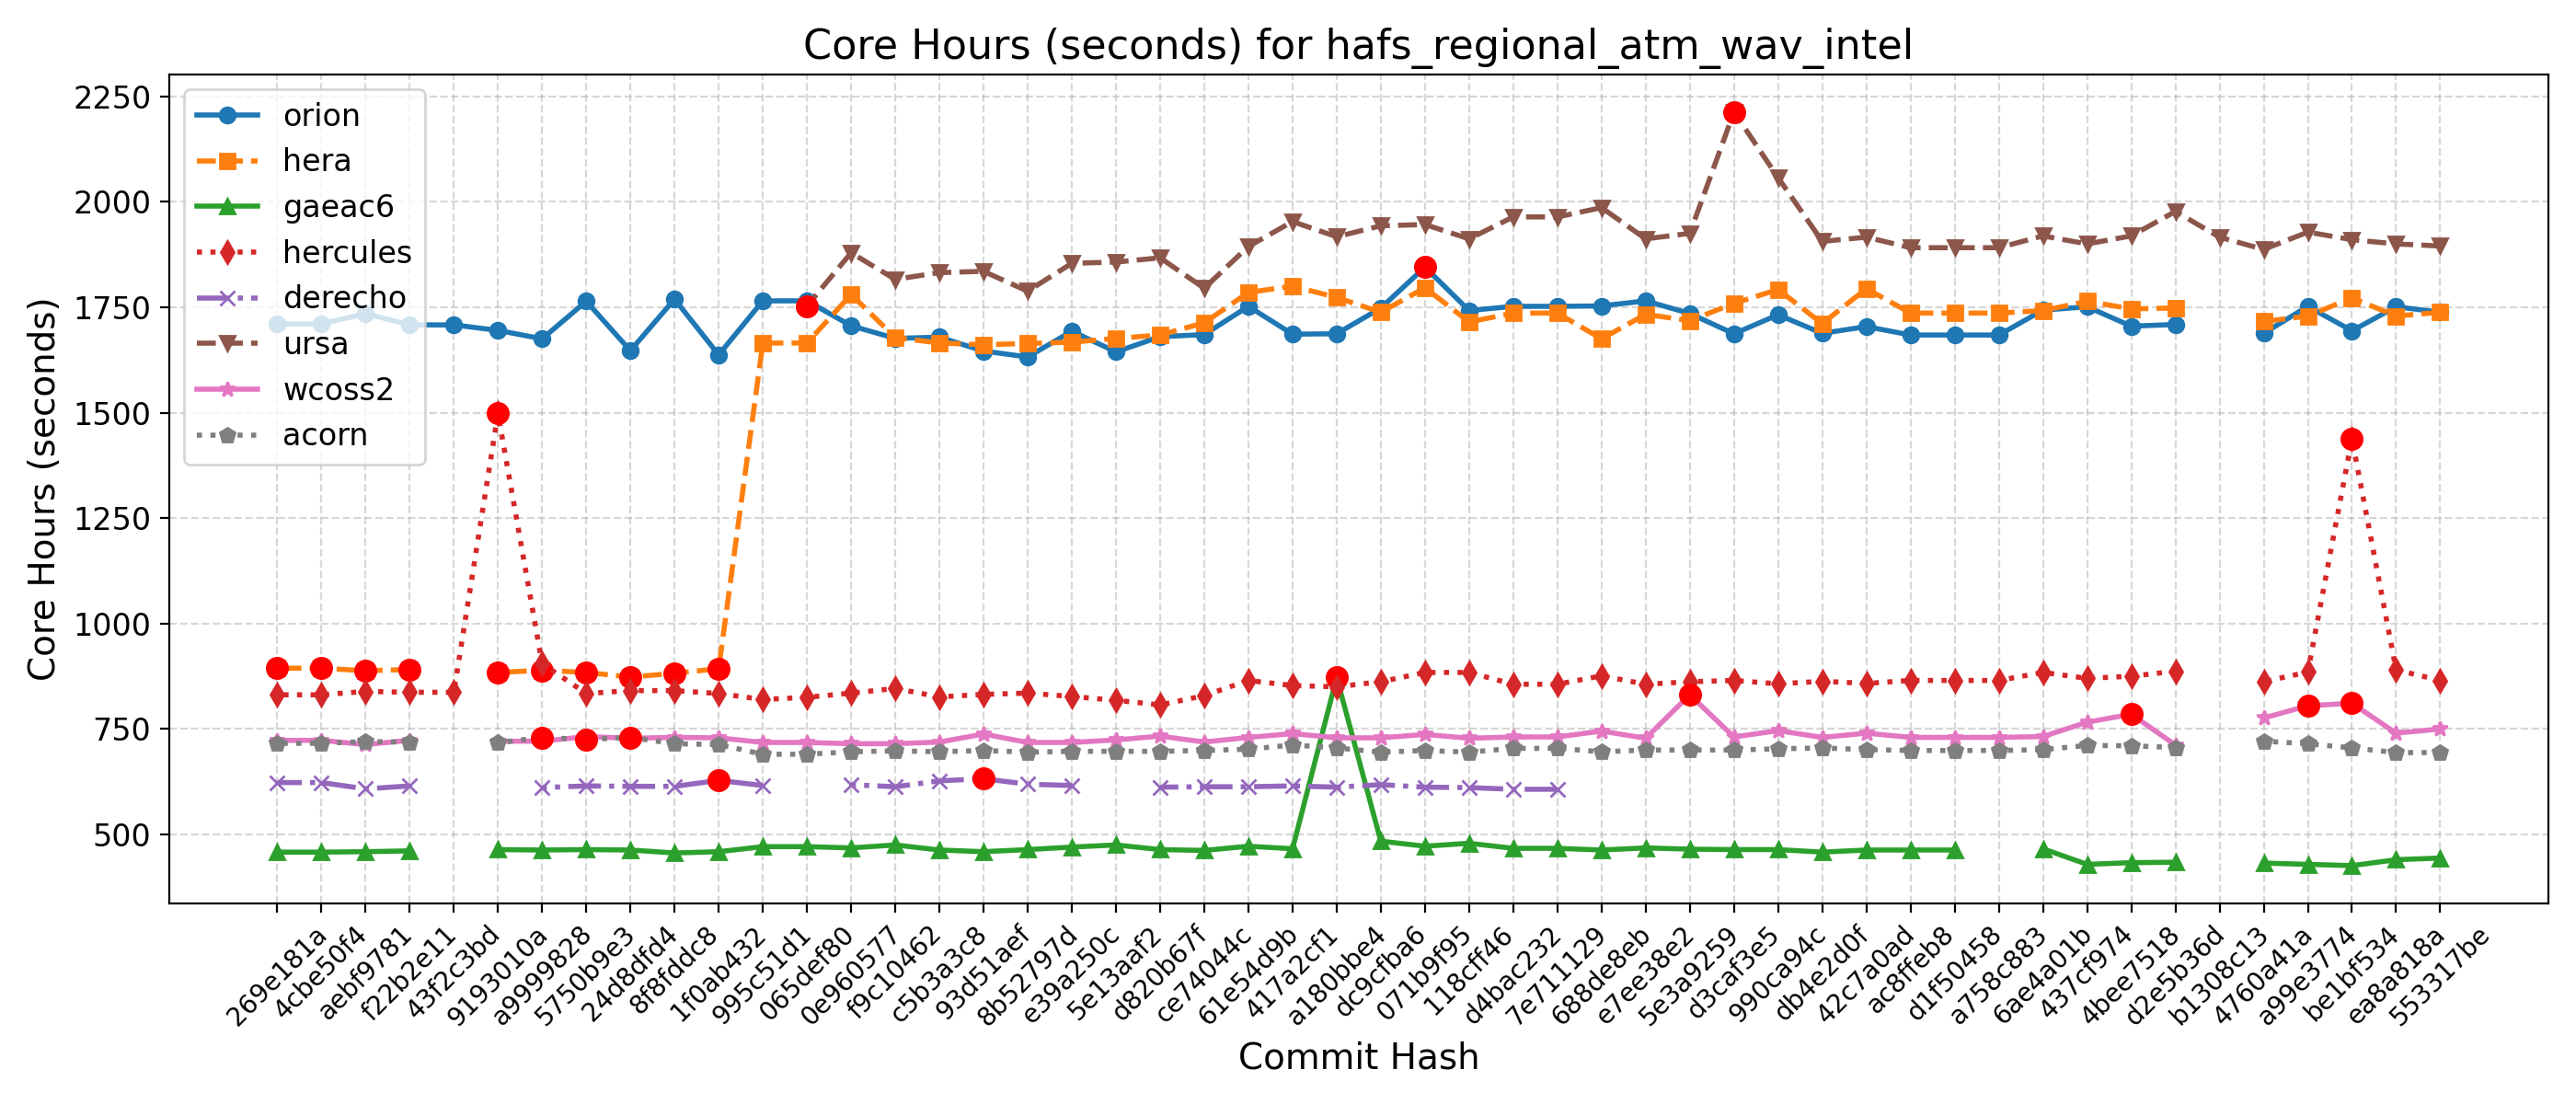 Core Hours (seconds) for hafs_regional_atm_wav_intel
Core Hours (seconds)
2250
2000
1750
1500
1250
1000
750
500
orion
hera
gaeac6
hercules
derecho
ursa
wcoss2
acorn
269e181a
4cbe50f4
aebf9781
f22b2e11
43f2c3bd
9193010a
a9999828
5750b9e3
24d8dfd4
8f8fddc8
1f0ab432
995c51d1
065def80
0e960577
f9c10462
c5b3a3c8
93d51aef
8b52797d
e39a250c
5e13aaf2
d820b67f
ce74044c
61e54d9b
417a2cf1
a180bbe4
dc9cfba6
071b9f95
118cff46
d4bac232
7e711129
688de8eb
e7ee38e2
5e3a9259
d3caf3e5
990ca94c
db4e2d0f
42c7a0ad
ac8ffeb8
d1f50458
a758c883
6ae4a01b
437cf974
4bee7518
d2e5b36d
b1308c13
4760a41a
a99e3774
be1bf534
ea8a818a
553317be
Commit Hash